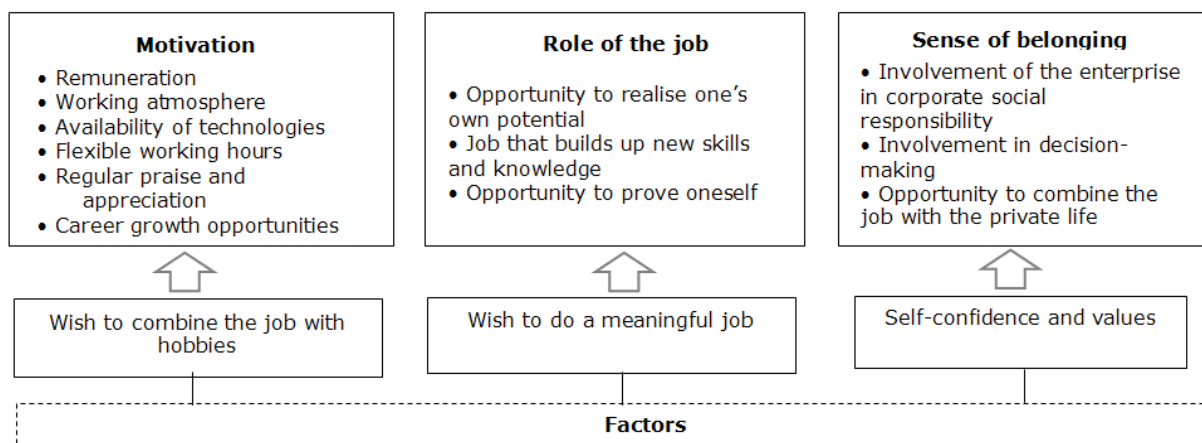 Motivation
• Remuneration
• Working atmosphere
• Availability of technologies
• Flexible working hours
• Regular praise and
appreciation
• Career growth opportunities
Role of the job
• Opportunity to realise one’s
own potential
• Job that builds up new skills
and knowledge
• Opportunity to prove oneself
Sense of belonging
• Involvement of the enterprise
in corporate social
responsibility
• Involvement in decision-
making
• Opportunity to combine the
job with the private life
Wish to combine the job with
hobbies
Wish to do a meaningful job
Self-confidence and values
Factors